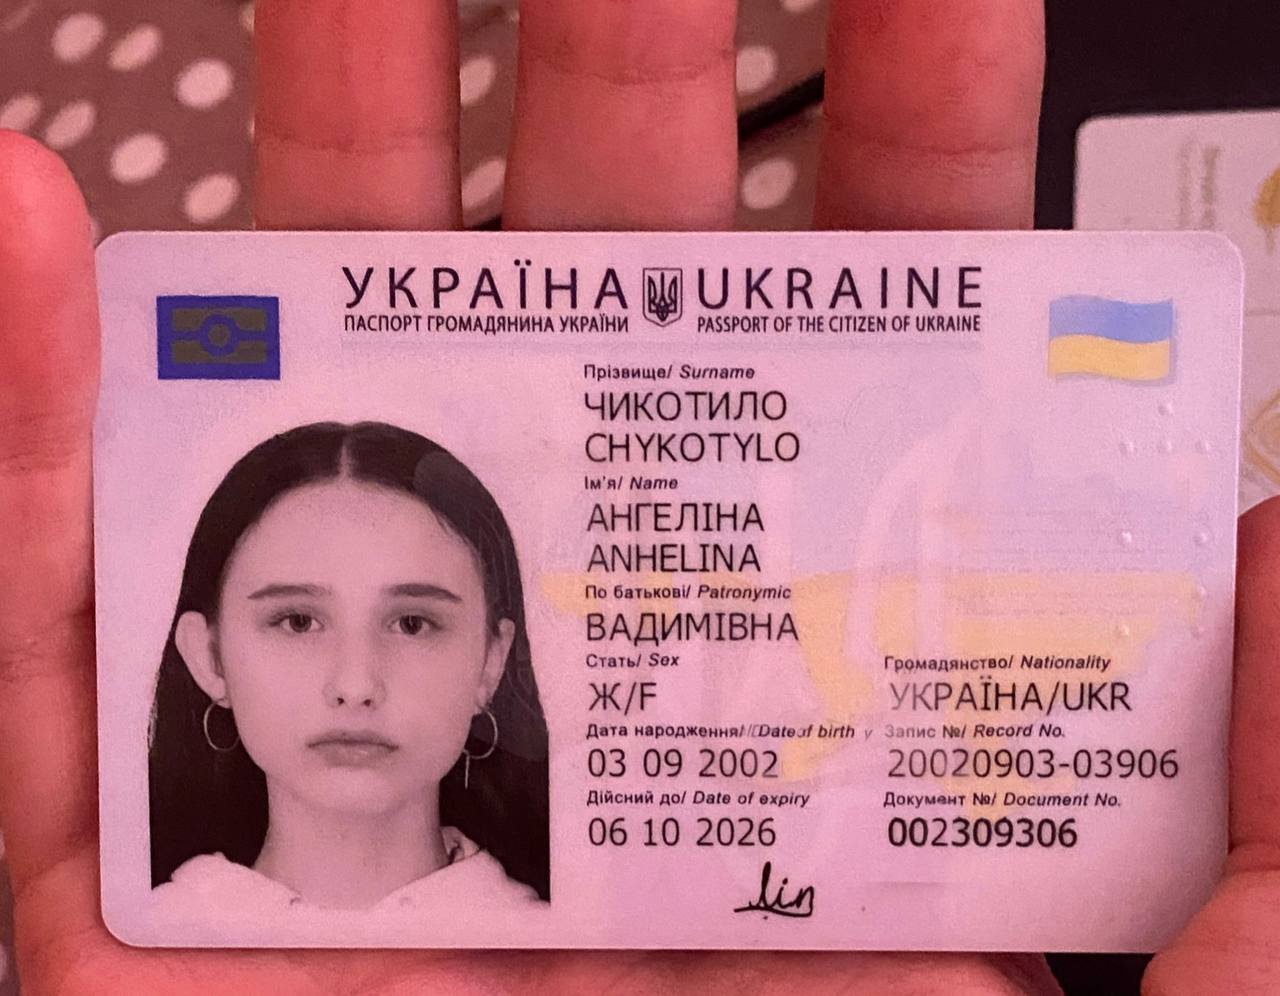 УКРАЇНА UKRAINE
ПАСПОРТ ГРОМАДЯНИНА УКРАЇНИ PASSPORT OF THE CITIZEN OF UKRAINE
Прізвище/ Surname
ЧИКОТИЛО
CHYKOTYLO
Ім'я/ Name
АНГЕЛІНА
ANHELINA
По батькові/ Patronymic
ВАДИМІВНА
Стать/ Sex Громадянство/ Nationality
Ж/F УКРАЇНА/UKR
Дата народження/ Date of birth Запис №/ Record No.
03 09 2002 20020903-03906
Дійсний до/ Date of expiry Документ №/ Document No.
06 10 2026 002309306